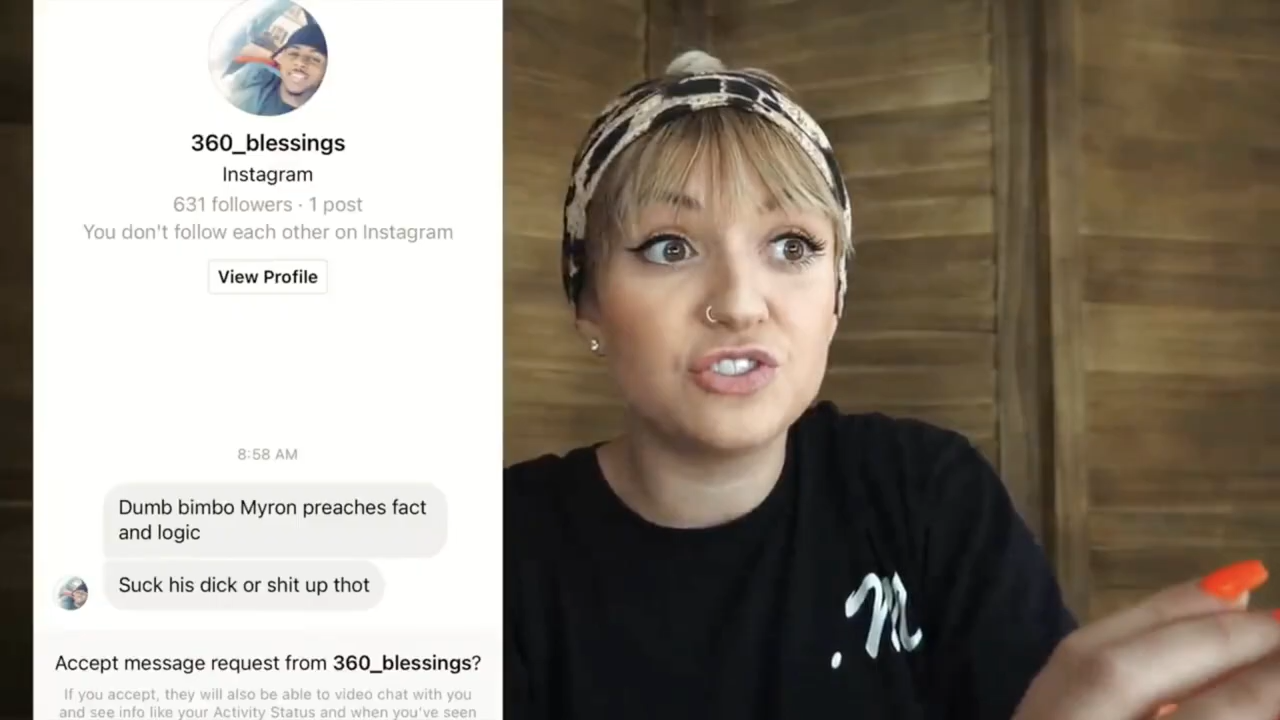 360_blessings
Instagram
631 followers · 1 post
You don't follow each other on Instagram
View Profile
8:58 AM
Dumb bimbo Myron preaches fact
and logic
Suck his dick or shit up thot
Accept message request from 360_blessings?
If you accept, they will also be able to video chat with you
and see info like your Activity Status and when you've seen
.M